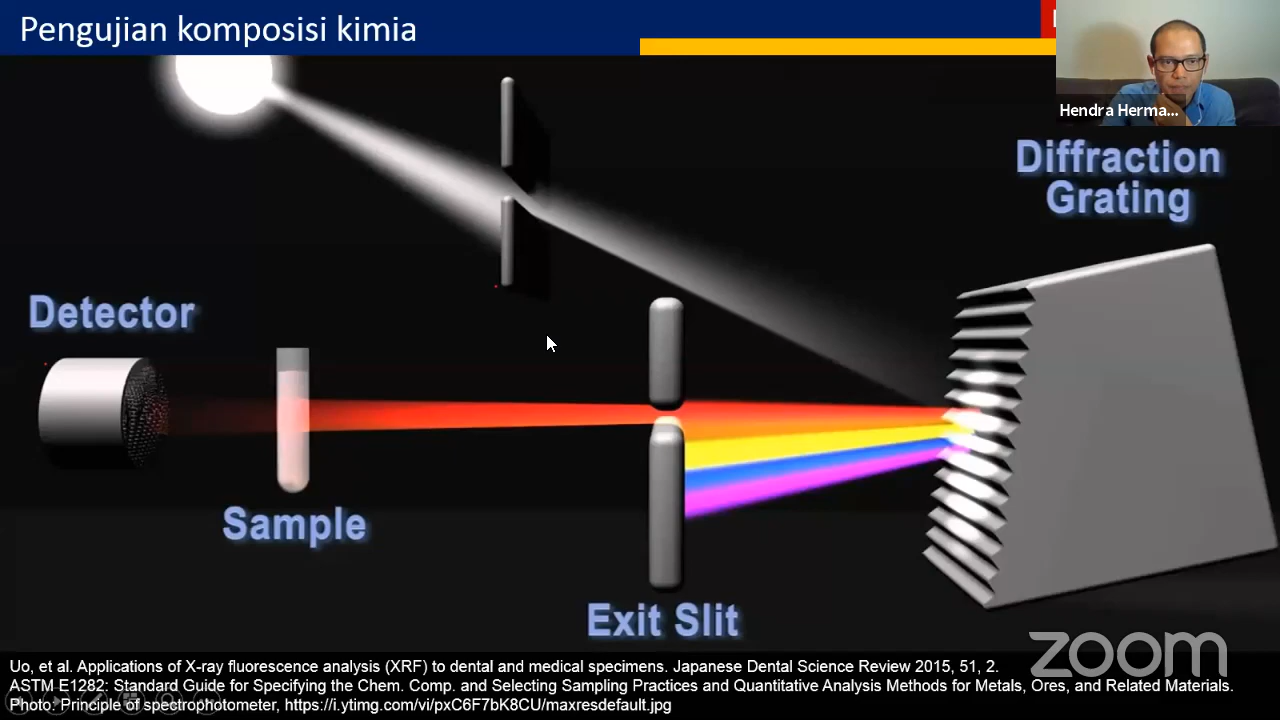 Pengujian komposisi kimia
Hendra Herma...
Diffraction
Grating
Detector
Sample
Exit Slit
zoom
Uo, et al. Applications of X-ray fluorescence analysis (XRF) to dental and medical specimens. Japanese Dental Science Review 2015, 51, 2.
ASTM E1282: Standard Guide for Specifying the Chem. Comp. and Selecting Sampling Practices and Quantitative Analysis Methods for Metals, Ores, and Related Materials.
Photo: Principle of spectrophotometer, https://i.ytimg.com/vi/pxC6F7bK8CU/maxresdefault.jpg